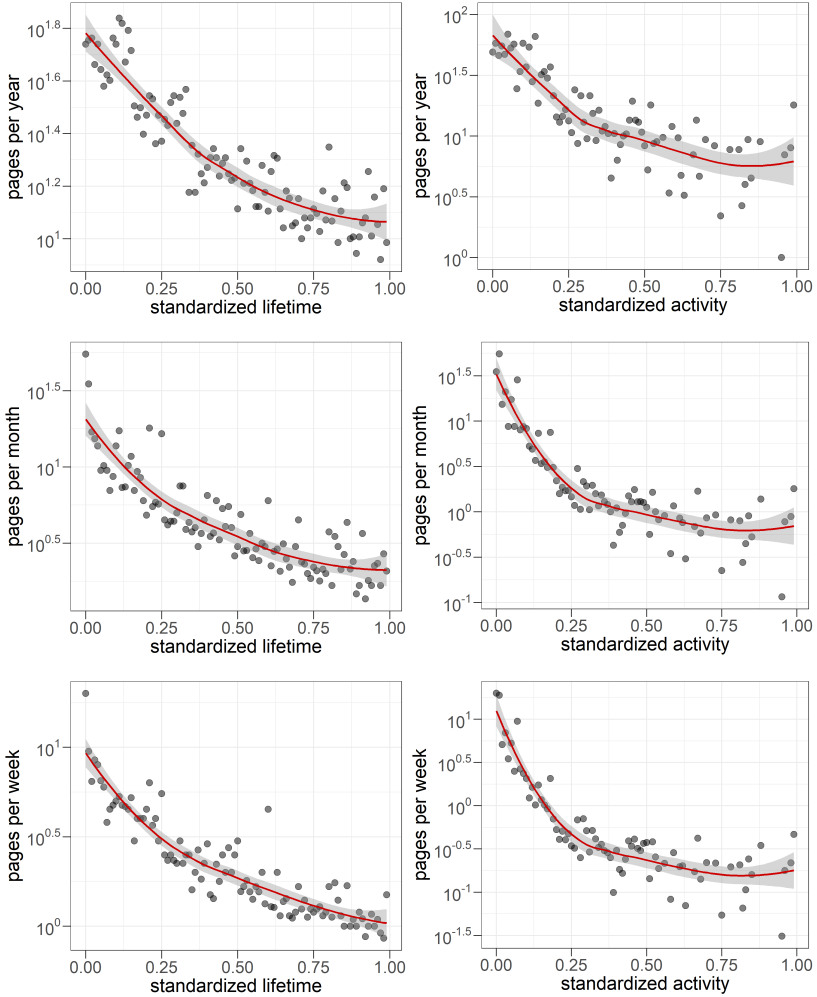 pages per year
10^1.8
10^1.6
10^1.4
10^1.2
10^1
0.00 0.25 0.50 0.75 1.00
standardized lifetime
pages per year
10^2
10^1.5
10^1
10^0.5
10^0
0.00 0.25 0.50 0.75 1.00
standardized activity
pages per month
10^1.5
10^1
10^0.5
0.00 0.25 0.50 0.75 1.00
standardized lifetime
pages per month
10^1.5
10^1
10^0.5
10^0
10^-0.5
10^-1
0.00 0.25 0.50 0.75 1.00
standardized activity
pages per week
10^1
10^0.5
10^0
0.00 0.25 0.50 0.75 1.00
standardized lifetime
pages per week
10^1
10^0.5
10^0
10^-0.5
10^-1
10^-1.5
0.00 0.25 0.50 0.75 1.00
standardized activity